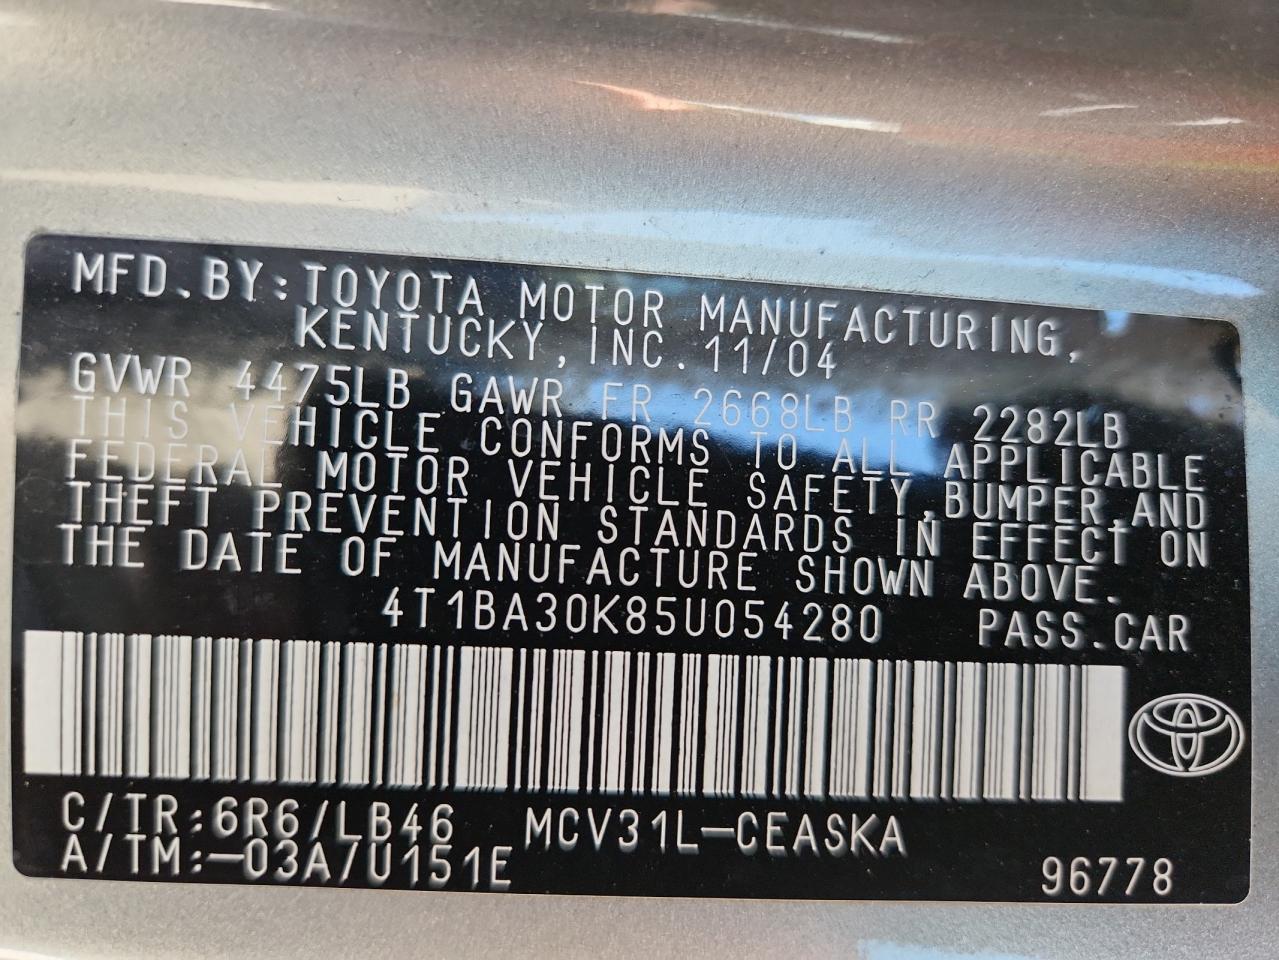 MFD.BY:TOYOTA MOTOR MANUFACTURING,
KENTUCKY,INC. 11/04
GVWR 4475LB GAWR FR 2668LB RR 2282LB
THIS VEHICLE CONFORMS TO ALL APPLICABLE
FEDERAL MOTOR VEHICLE SAFETY,BUMPER,AND
THEFT PREVENTION STANDARDS IN EFFECT ON
THE DATE OF MANUFACTURE SHOWN ABOVE.
4T1BA30K85U054280 PASS.CAR
C/TR:6R6/LB46 MCV31L-CEASKA
A/TM:-03A/U151E
96778